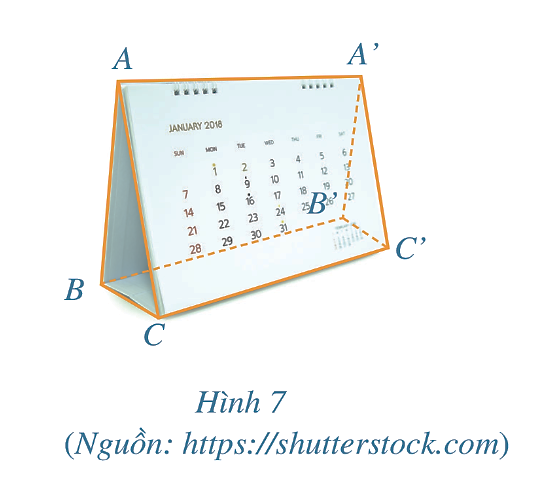 A
A’
JANUARY 2018
SUN MON TUE WED THU FRI SAT
1 2 3 4 5 6
7 8 9 10 11 12 13
14 15 16 17 18 19 20
21 22 23 24 25 26 27
28 29 30 31
B’
C’
B
C
Hình 7
(Nguồn: https://shutterstock.com)